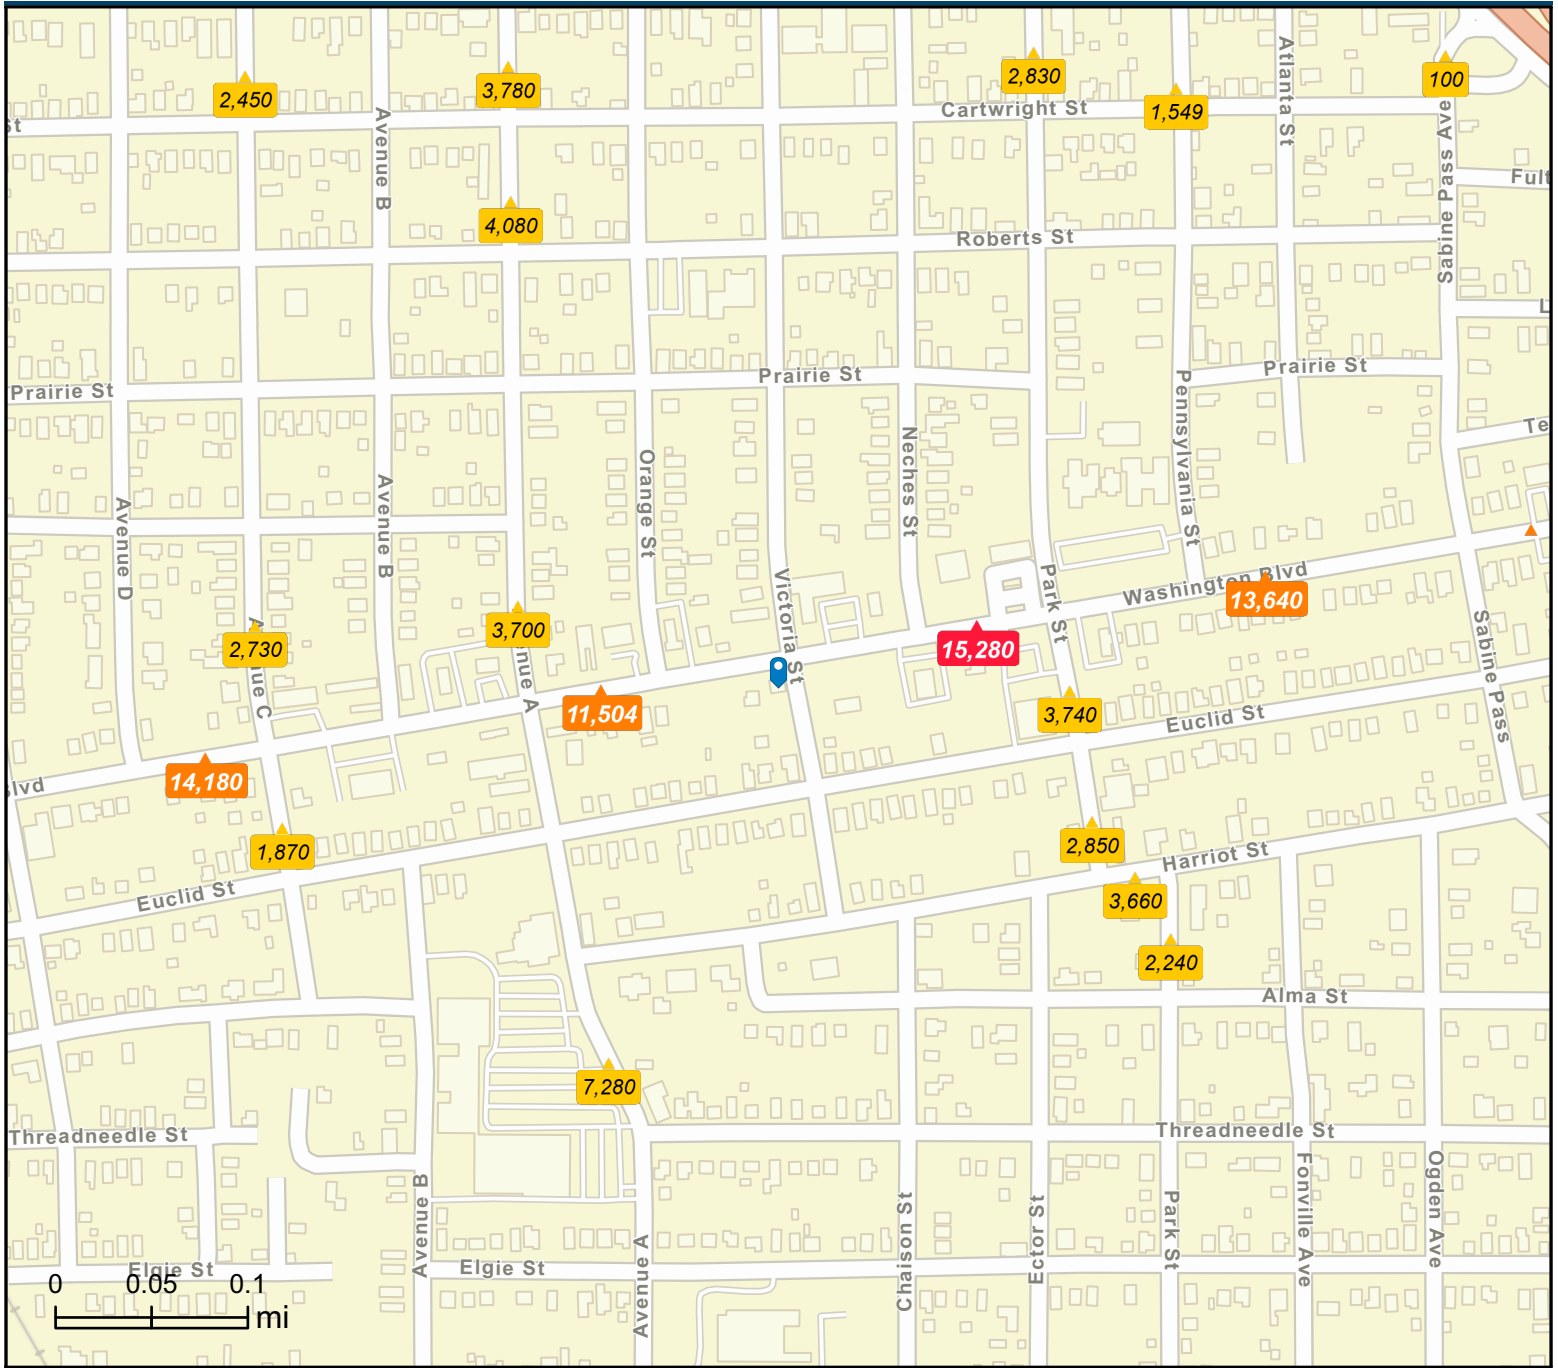 2,450
3,780
2,830
1,549
100
Cartwright St
St
Avenue B
Atlanta St
Sabine Pass Ave
Fult
4,080
Roberts St
L
Prairie St
Prairie St
Prairie St
Te
Pennsylvania St
Neches St
Orange St
Avenue B
Avenue D
Victoria St
Park St
Washington Blvd
13,640
Sabine Pass
3,700
2,730
Avenue C
Avenue A
15,280
11,504
3,740
Euclid St
14,180
Blvd
1,870
2,850
Harriot St
Euclid St
3,660
2,240
Alma St
7,280
Threadneedle St
Threadneedle St
Avenue B
Avenue A
Chaison St
Ector St
Park St
Fonville Ave
Ogden Ave
Elgie St
Elgie St
0 0.05 0.1
mi